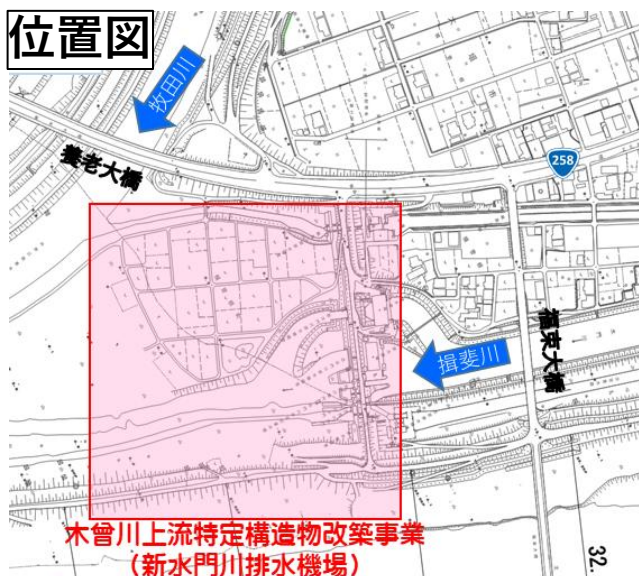 位置図
牧田川
養老大橋
258
福束大橋
揖斐川
木曽川上流特定構造物改築事業
（新水門川排水機場）
32.